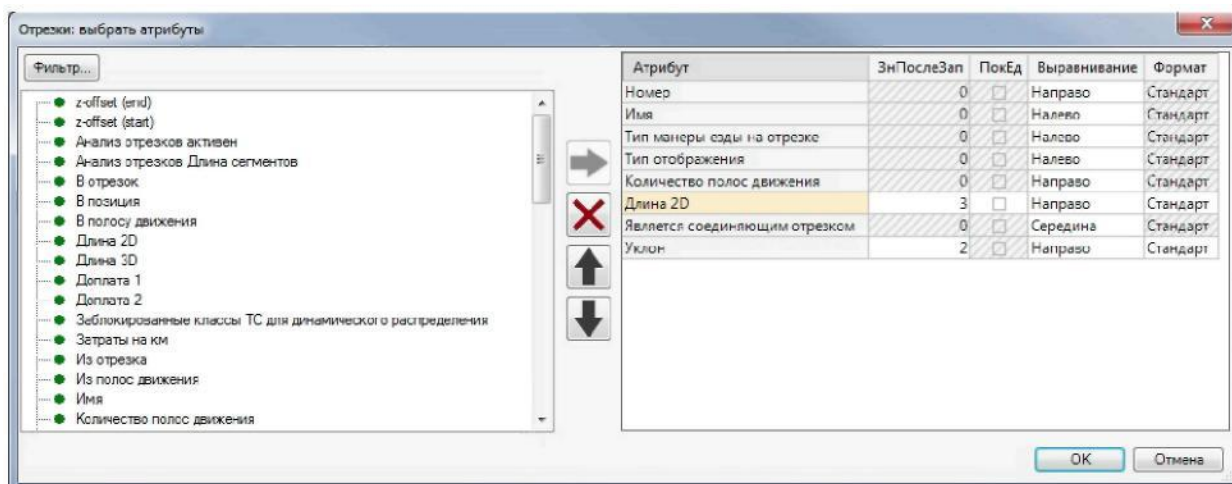 Отрезки: выбрать атрибуты
Фильтр...
z-offset (end)
z-offset (start)
Анализ отрезков активен
Анализ отрезков Длина сегментов
В отрезок
В позиция
В полосу движения
Длина 2D
Длина 3D
Доплата 1
Доплата 2
Заблокированные классы ТС для динамического распределения
Затраты на км
Из отрезка
Из полос движения
Имя
Количество полос движения
Атрибут ЗнПослеЗап ПокЕд Выравнивание Формат
Номер 0 Направо Стандарт
Имя 0 Налево Стандарт
Тип манеры езды на отрезке 0 Налево Стандарт
Тип отображения 0 Налево Стандарт
Количество полос движения 0 Направо Стандарт
Длина 2D 3 Направо Стандарт
Является соединяющим отрезком 0 Середина Стандарт
Уклон 2 Направо Стандарт
OK Отмена